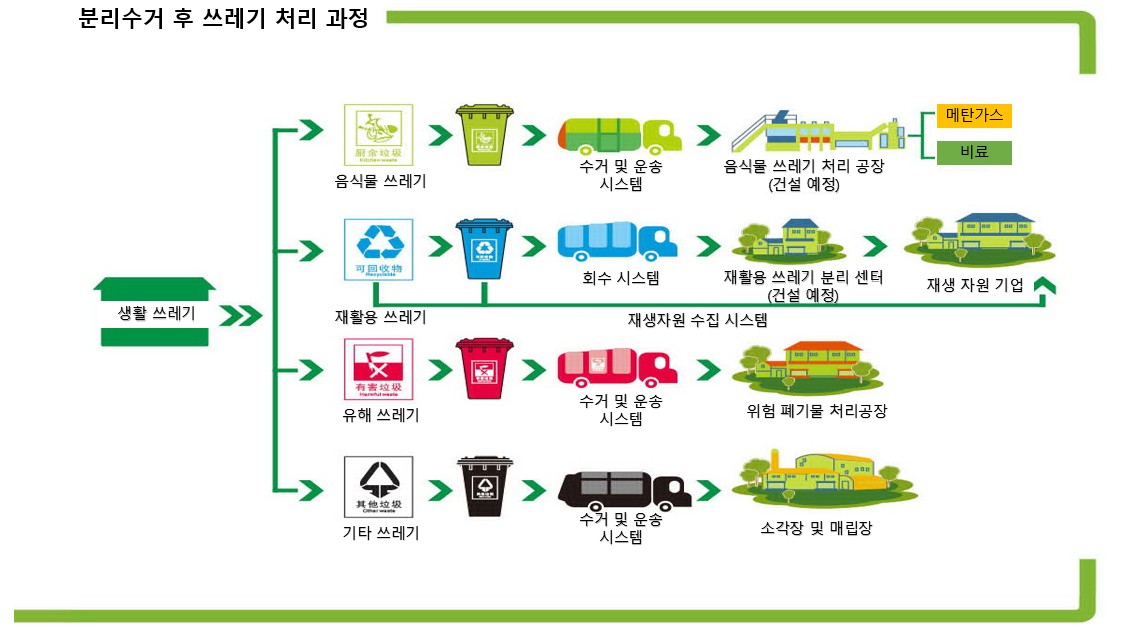 분리수거 후 쓰레기 처리 과정
厨余垃圾
Kitchen waste
음식물 쓰레기
수거 및 운송
시스템
음식물 쓰레기 처리 공장
(건설 예정)
메탄가스
비료
可回收物
Recyclable
재활용 쓰레기
회수 시스템
재활용 쓰레기 분리 센터
(건설 예정)
재생 자원 기업
재생자원 수집 시스템
생활 쓰레기
有害垃圾
Harmful waste
유해 쓰레기
수거 및 운송
시스템
위험 폐기물 처리공장
其他垃圾
Other waste
기타 쓰레기
수거 및 운송
시스템
소각장 및 매립장